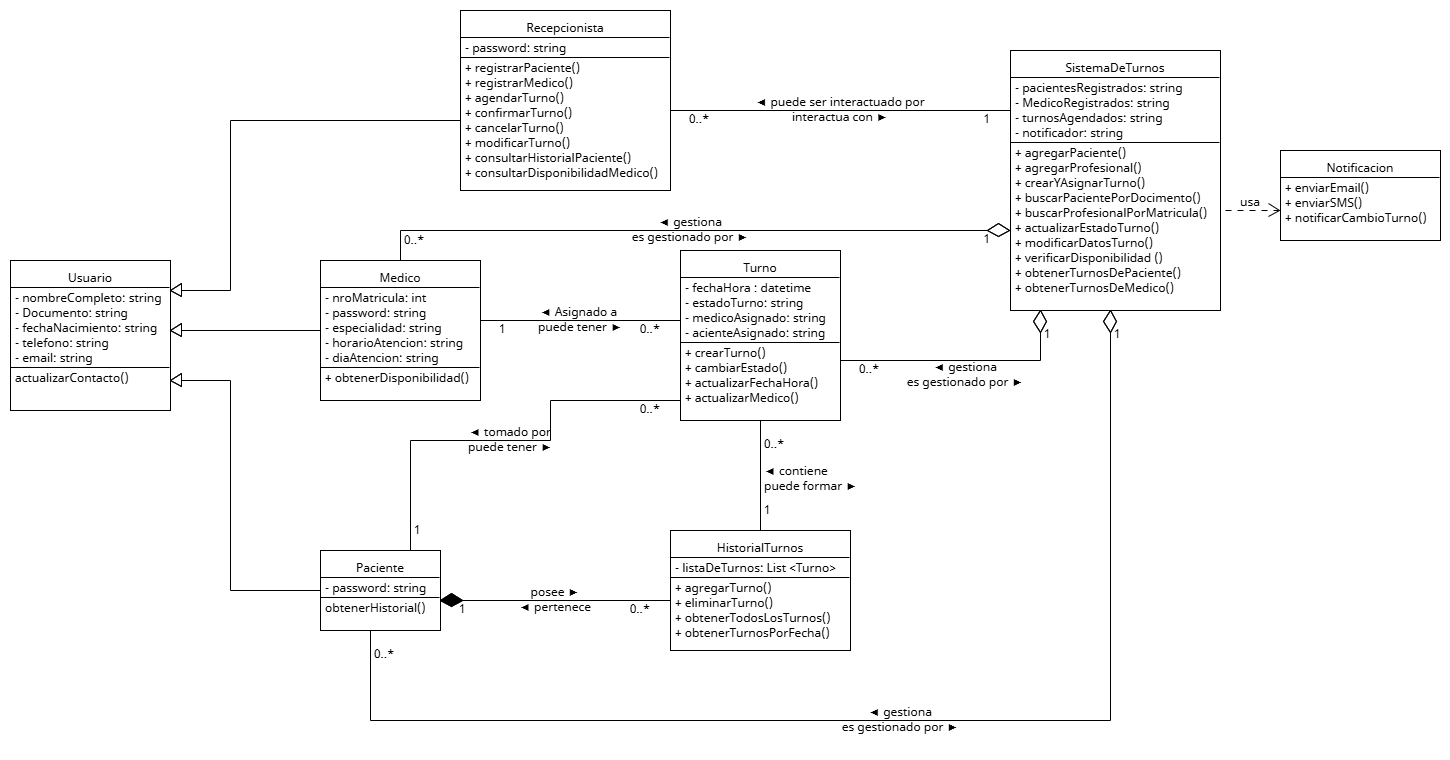 Recepcionista
- password: string
+ registrarPaciente()
+ registrarMedico()
+ agendarTurno()
+ confirmarTurno()
+ cancelarTurno()
+ modificarTurno()
+ consultarHistorialPaciente()
+ consultarDisponibilidadMedico()
◄ puede ser interactuado por
interactua con ►
0..*
1
SistemaDeTurnos
- pacientesRegistrados: string
- MedicoRegistrados: string
- turnosAgendados: string
- notificador: string
+ agregarPaciente()
+ agregarProfesional()
+ crearYAsignarTurno()
+ buscarPacientePorDocimento()
+ buscarProfesionalPorMatricula()
+ actualizarEstadoTurno()
+ modificarDatosTurno()
+ verificarDisponibilidad ()
+ obtenerTurnosDePaciente()
+ obtenerTurnosDeMedico()
usa
Notificacion
+ enviarEmail()
+ enviarSMS()
+ notificarCambioTurno()
◄ gestiona
es gestionado por ►
0..*
1
Usuario
- nombreCompleto: string
- Documento: string
- fechaNacimiento: string
- telefono: string
- email: string
actualizarContacto()
Medico
- nroMatricula: int
- password: string
- especialidad: string
- horarioAtencion: string
- diaAtencion: string
+ obtenerDisponibilidad()
◄ Asignado a
puede tener ►
1
0..*
Turno
- fechaHora : datetime
- estadoTurno: string
- medicoAsignado: string
- acienteAsignado: string
+ crearTurno()
+ cambiarEstado()
+ actualizarFechaHora()
+ actualizarMedico()
1
1
0..*
◄ gestiona
es gestionado por ►
0..*
◄ tomado por
puede tener ►
1
0..*
◄ contiene
puede formar ►
1
Paciente
- password: string
obtenerHistorial()
posee ►
◄ pertenece
1
0..*
HistorialTurnos
- listaDeTurnos: List <Turno>
+ agregarTurno()
+ eliminarTurno()
+ obtenerTodosLosTurnos()
+ obtenerTurnosPorFecha()
0..*
◄ gestiona
es gestionado por ►